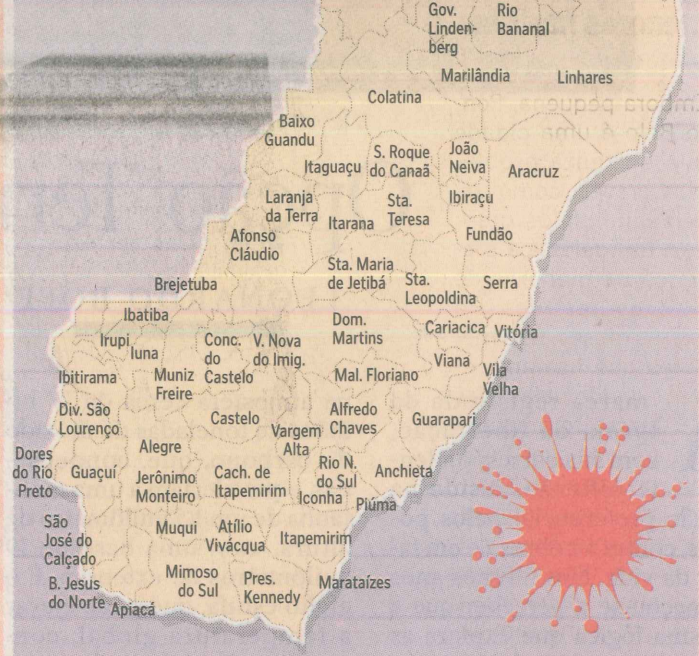 Gov.
Linden-
berg
Rio
Bananal
Marilândia
Linhares
Colatina
Baixo
Guandu
Itaguaçu
S. Roque
do Canaã
João
Neiva
Aracruz
Laranja
da Terra
Itarana
Sta.
Teresa
Ibiraçu
Afonso
Cláudio
Fundão
Sta. Maria
de Jetibá
Sta.
Leopoldina
Serra
Brejetuba
Ibatiba
Irupi
Iuna
Conc.
do
Castelo
V. Nova
do Imig.
Dom.
Martins
Cariacica
Vitória
Viana
Vila
Velha
Ibitirama
Muniz
Freire
Mal. Floriano
Div. São
Lourenço
Castelo
Vargem
Alta
Alfredo
Chaves
Guarapari
Dores
do Rio
Preto
Guaçuí
Alegre
Jerônimo
Monteiro
Cach. de
Itapemirim
Rio N.
do Sul
Iconha
Anchieta
Piúma
São
José do
Calçado
Muqui
Atílio
Vivácqua
Itapemirim
B. Jesus
do Norte
Apiacá
Mimoso
do Sul
Pres.
Kennedy
Marataízes